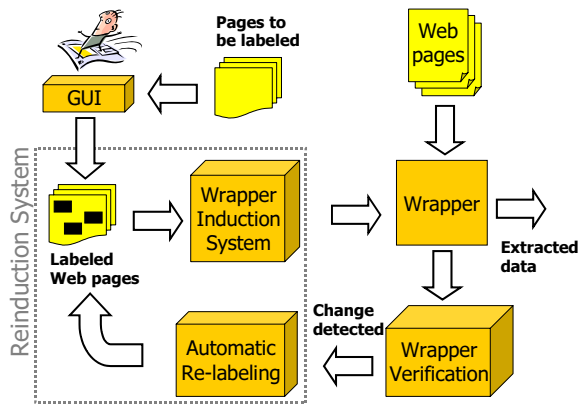 Pages to
be labeled
Web
pages
GUI
Reinduction System
Wrapper
Induction
System
Wrapper
Labeled
Web pages
Extracted
data
Change
detected
Automatic
Re-labeling
Wrapper
Verification